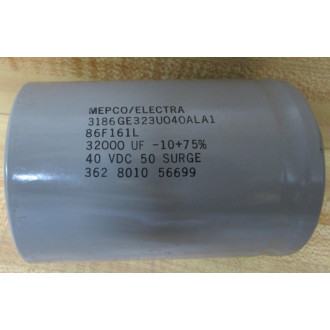 MEPCO/ELECTRA
3186GE323U040ALA1
86F161L
32000 UF -10+75%
40 VDC 50 SURGE
362 8010 56699